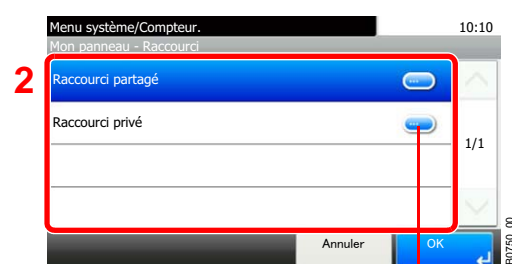 Menu système/Compteur.
10:10
Mon panneau - Raccourci
2
Raccourci partagé
Raccourci privé
1/1
Annuler
OK
B0750_00